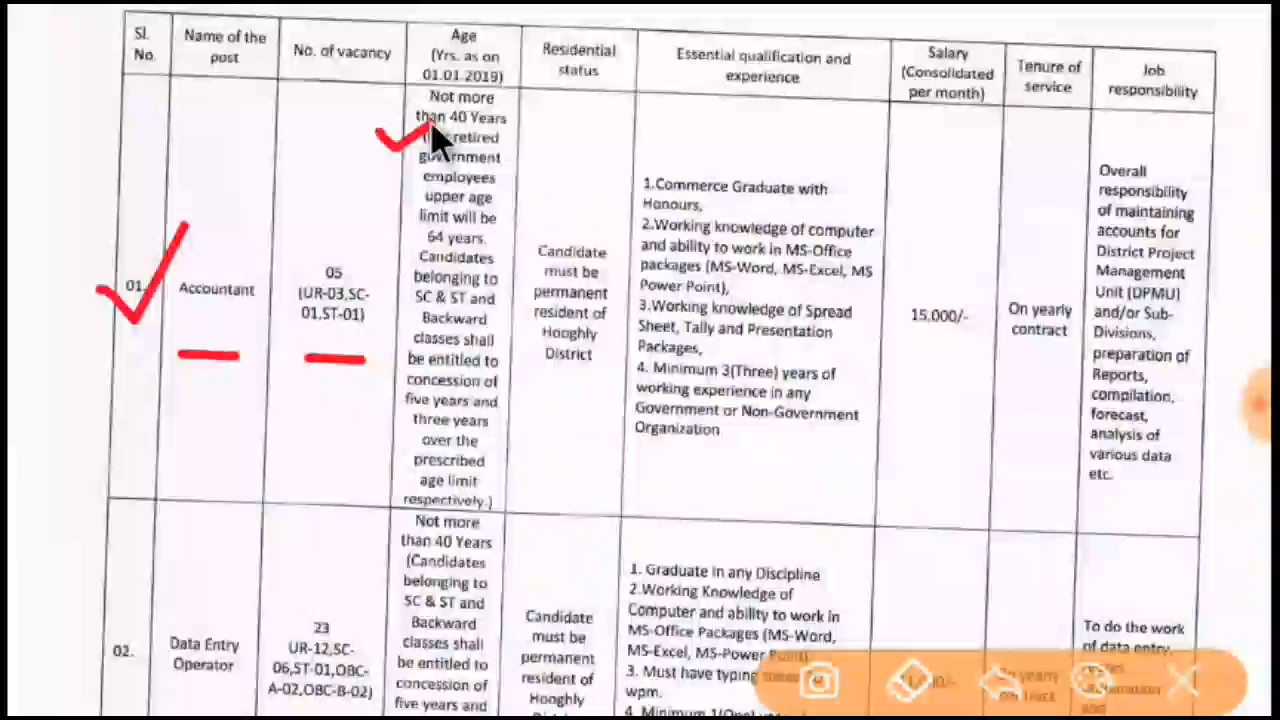 Sl.
No.
Name of the
post
No. of vacancy
Age
(Yrs. as on
01.01.2019)
Residential
status
Essential qualification and
experience
Salary
(Consolidated
per month)
Tenure of
service
Job
responsibility
01.
Accountant
05
(UR-03,SC-
01,ST-01)
Not more
than 40 Years
retired
government
employees
upper age
limit will be
64 years.
Candidates
belonging to
SC & ST and
Backward
classes shall
be entitled to
concession of
five years and
three years
over the
prescribed
age limit
respectively.)
Candidate
must be
permanent
resident of
Hooghly
District
1.Commerce Graduate with
Honours,
2.Working knowledge of computer
and ability to work in MS-Office
packages (MS-Word, MS-Excel, MS
Power Point),
3.Working knowledge of Spread
Sheet, Tally and Presentation
Packages,
4. Minimum 3(Three) years of
working experience in any
Government or Non-Government
Organization
15,000/-
On yearly
contract
Overall
responsibility
of maintaining
accounts for
District Project
Management
Unit (DPMU)
and/or Sub-
Divisions,
preparation of
Reports,
compilation,
forecast,
analysis of
various data
etc.
02.
Data Entry
Operator
23
UR-12,SC-
06,ST-01,OBC-
A-02,OBC-B-02)
Not more
than 40 Years
(Candidates
belonging to
SC & ST and
Backward
classes shall
be entitled to
concession of
five years and
Candidate
must be
permanent
resident of
Hooghly
1. Graduate in any Discipline
2.Working Knowledge of
Computer and ability to work in
MS-Office Packages (MS-Word,
MS-Excel, MS-Power Point)
3. Must have typing
wpm.
4. Minimum 1(One)
yearly
To do the work
of data entry,
and